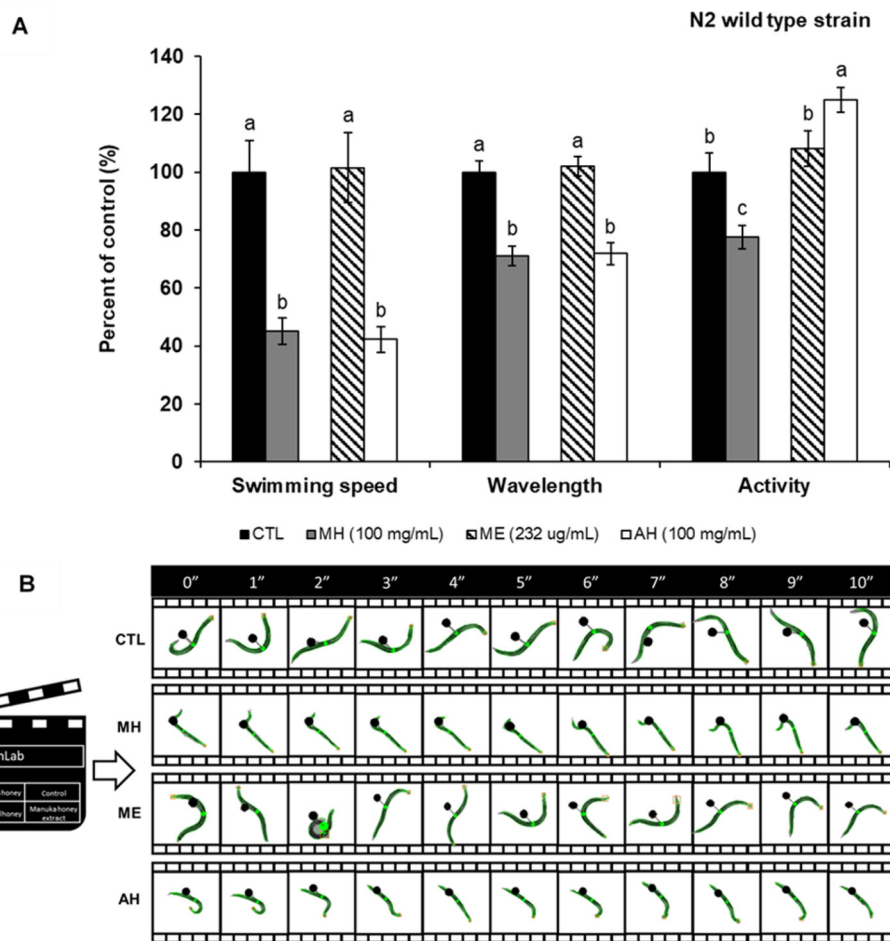 A
N2 wild type strain
Percent of control (%)
140
120
100
80
60
40
20
0
a
b
a
b
a
b
a
b
b
c
b
a
Swimming speed
Wavelength
Activity
CTL
MH (100 mg/mL)
ME (232 ug/mL)
AH (100 mg/mL)
B
0” 1” 2” 3” 4” 5” 6” 7” 8” 9” 10”
CTL
MH
ME
AH
Control
Manuka honey
extract